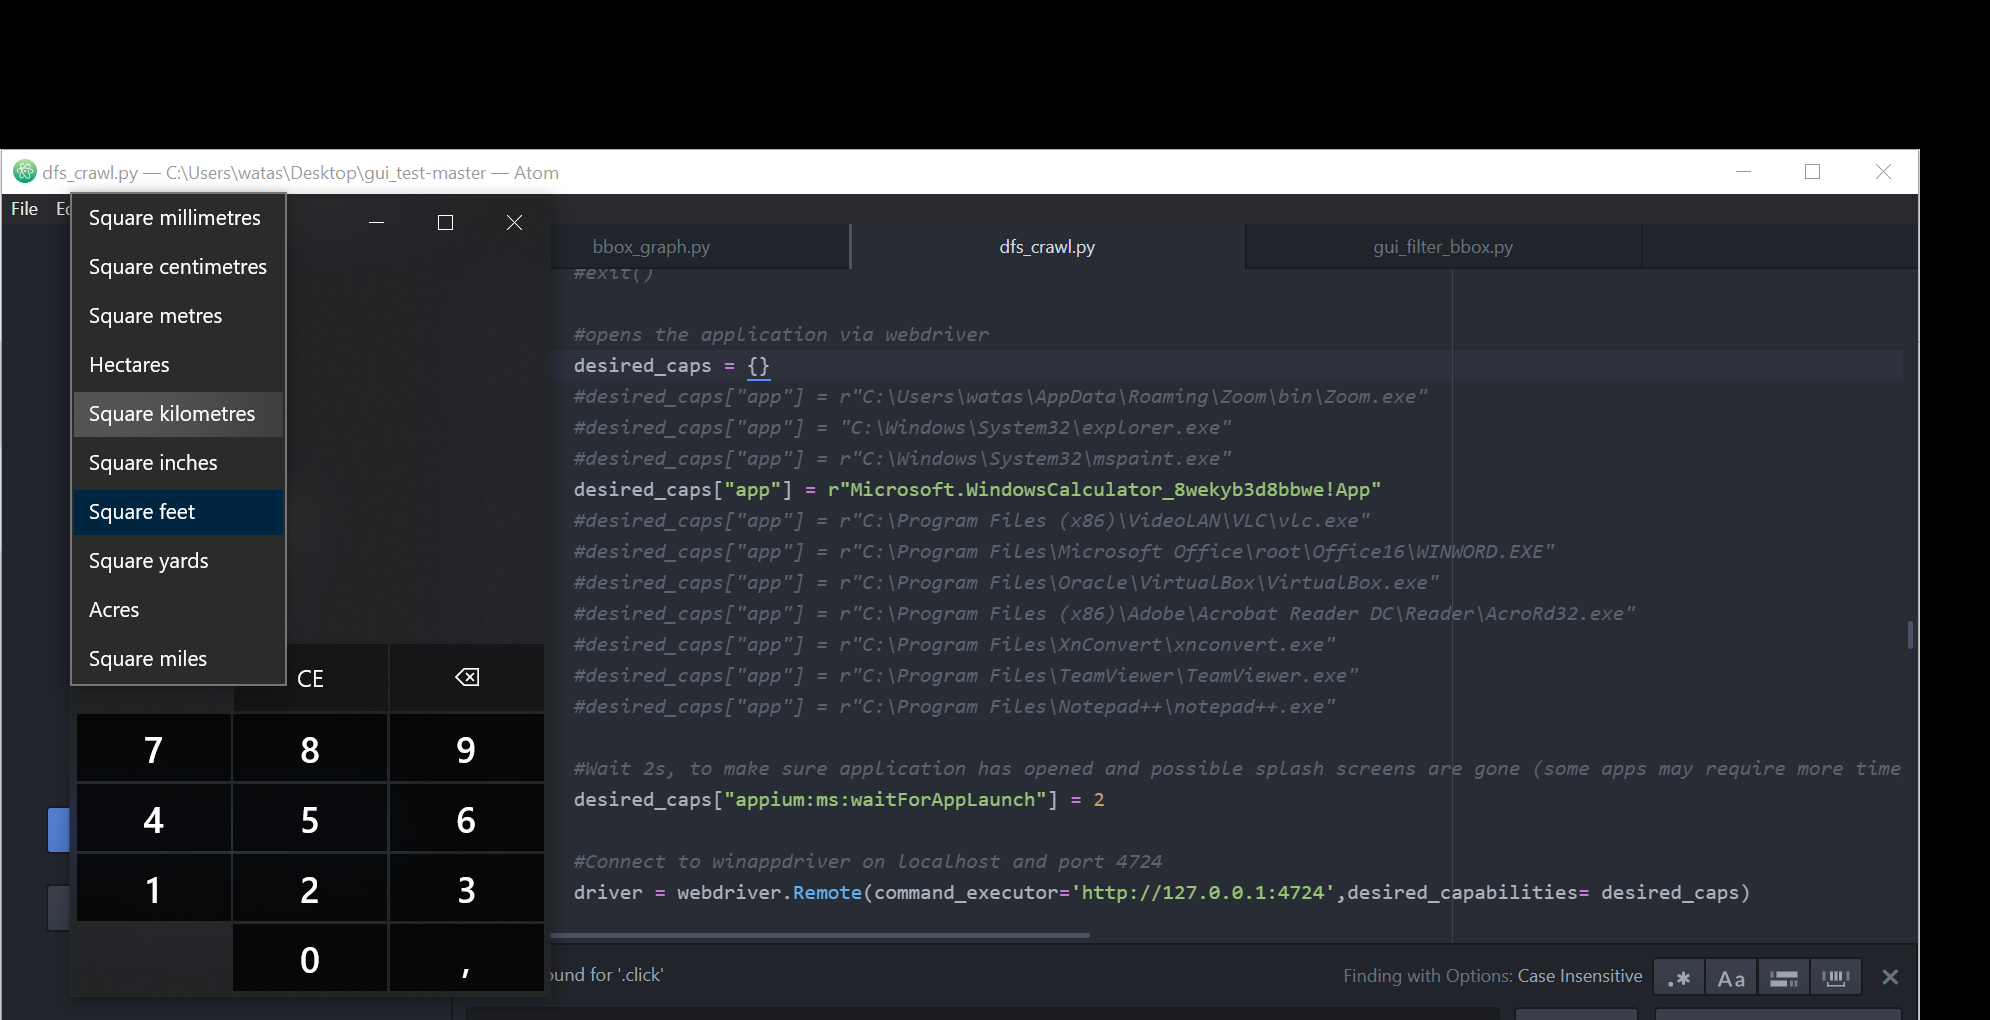 dfs_crawl.py — C:\Users\watas\Desktop\gui_test-master — Atom
File
Square millimetres
Square centimetres
Square metres
Hectares
Square kilometres
Square inches
Square feet
Square yards
Acres
Square miles
CE
7 8 9
4 5 6
1 2 3
0 ,
bbox_graph.py dfs_crawl.py gui_filter_bbox.py
#exit()
#opens the application via webdriver
desired_caps = {}
#desired_caps["app"] = r"C:\Users\watas\AppData\Roaming\Zoom\bin\Zoom.exe"
#desired_caps["app"] = "C:\Windows\System32\explorer.exe"
#desired_caps["app"] = r"C:\Windows\System32\mspaint.exe"
desired_caps["app"] = r"Microsoft.WindowsCalculator_8wekyb3d8bbwe!App"
#desired_caps["app"] = r"C:\Program Files (x86)\VideoLAN\VLC\vlc.exe"
#desired_caps["app"] = r"C:\Program Files\Microsoft Office\root\Office16\WINWORD.EXE"
#desired_caps["app"] = r"C:\Program Files\Oracle\VirtualBox\VirtualBox.exe"
#desired_caps["app"] = r"C:\Program Files (x86)\Adobe\Acrobat Reader DC\Reader\AcroRd32.exe"
#desired_caps["app"] = r"C:\Program Files\XnConvert\xnconvert.exe"
#desired_caps["app"] = r"C:\Program Files\TeamViewer\TeamViewer.exe"
#desired_caps["app"] = r"C:\Program Files\Notepad++\notepad++.exe"
#Wait 2s, to make sure application has opened and possible splash screens are gone (some apps may require more time
desired_caps["appium:ms:waitForAppLaunch"] = 2
#Connect to winappdriver on localhost and port 4724
driver = webdriver.Remote(command_executor='http://127.0.0.1:4724',desired_capabilities= desired_caps)
for '.click'
Finding with Options: Case Insensitive
.* Aa